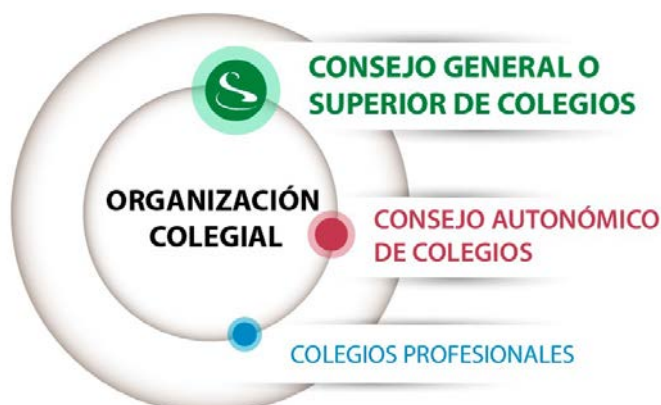 CONSEJO GENERAL O
SUPERIOR DE COLEGIOS
ORGANIZACIÓN
COLEGIAL
CONSEJO AUTONÓMICO
DE COLEGIOS
COLEGIOS PROFESIONALES